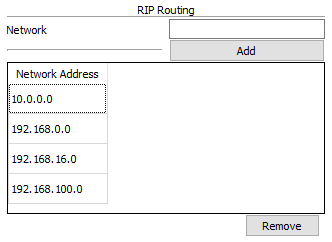 RIP Routing
Network
Add
Network Address
10.0.0.0
192.168.0.0
192.168.16.0
192.168.100.0
Remove